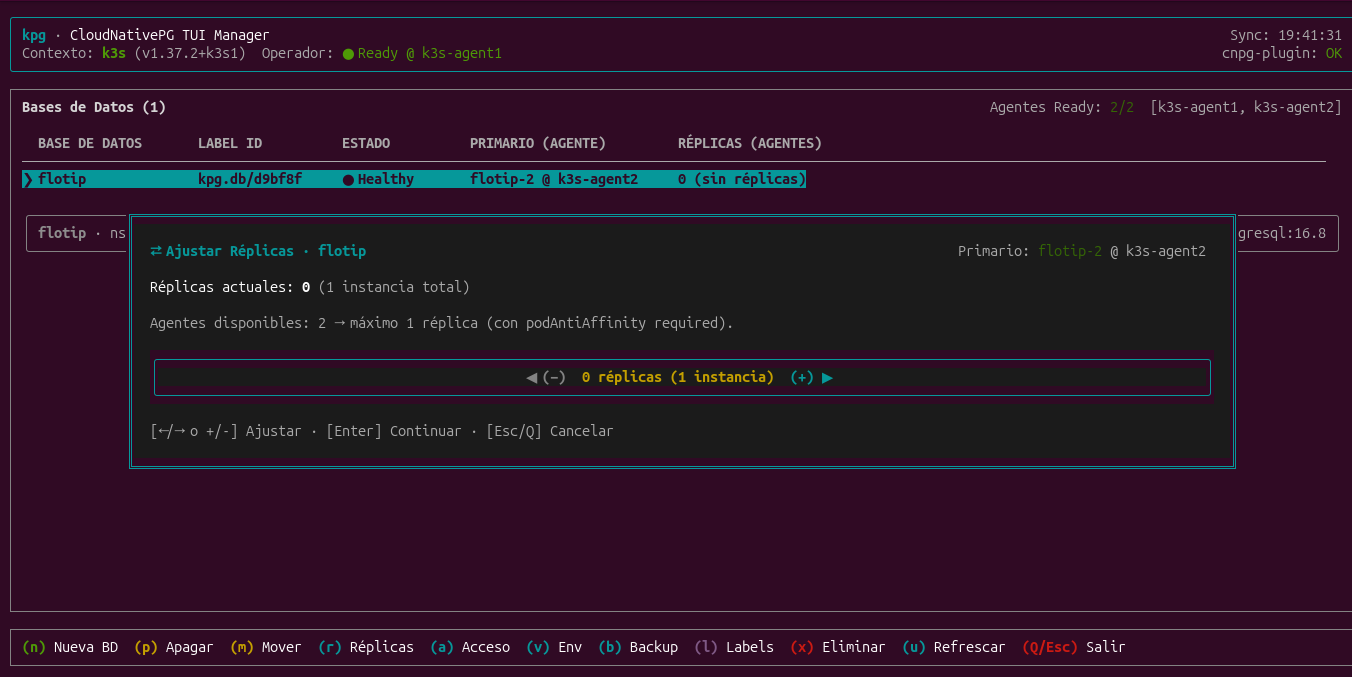 kpg · CloudNativePG TUI Manager Sync: 19:41:31
Contexto: k3s (v1.37.2+k3s1) Operador: ● Ready @ k3s-agent1 cnpg-plugin: OK
Bases de Datos (1) Agentes Ready: 2/2 [k3s-agent1, k3s-agent2]
BASE DE DATOS LABEL ID ESTADO PRIMARIO (AGENTE) RÉPLICAS (AGENTES)
❯ flotip kpg.db/d9bf8f ● Healthy flotip-2 @ k3s-agent2 0 (sin réplicas)
flotip · ns gresql:16.8
⇄ Ajustar Réplicas · flotip Primario: flotip-2 @ k3s-agent2
Réplicas actuales: 0 (1 instancia total)
Agentes disponibles: 2 → máximo 1 réplica (con podAntiAffinity required).
◀ (−) 0 réplicas (1 instancia) (+) ▶
[←/→ o +/-] Ajustar · [Enter] Continuar · [Esc/Q] Cancelar
(n) Nueva BD (p) Apagar (m) Mover (r) Réplicas (a) Acceso (v) Env (b) Backup (l) Labels (x) Eliminar (u) Refrescar (Q/Esc) Salir